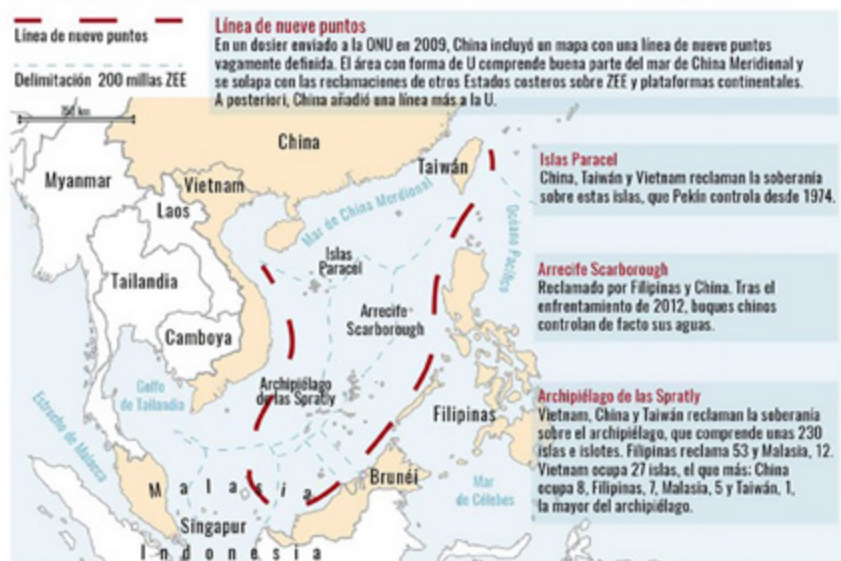 Línea de nueve puntos
Delimitación 200 millas ZEE
Línea de nueve puntos
En un dosier enviado a la ONU en 2009, China incluyó un mapa con una línea de nueve puntos
vagamente definida. El área con forma de U comprende buena parte del mar de China Meridional y
se solapa con las reclamaciones de otros Estados costeros sobre ZEE y plataformas continentales.
A posteriori, China añadió una línea más a la U.
750 km
China
Taiwán
Myanmar
Vietnam
Laos
Mar de China Meridional
Océano Pacífico
Islas
Paracel
Tailandia
Arrecife
Scarborough
Camboya
Golfo
de Tailandia
Archipiélago
de las Spratly
Filipinas
Estrecho de Malacca
Brunéi
Malasia
Mar
de Célebes
Singapur
Indonesia
Islas Paracel
China, Taiwán y Vietnam reclaman la soberanía
sobre estas islas, que Pekín controla desde 1974.
Arrecife Scarborough
Reclamado por Filipinas y China. Tras el
enfrentamiento de 2012, buques chinos
controlan de facto sus aguas.
Archipiélago de las Spratly
Vietnam, China y Taiwán reclaman la soberanía
sobre el archipiélago, que comprende unas 230
islas e islotes. Filipinas reclama 53 y Malasia, 12.
Vietnam ocupa 27 islas, el que más; China
ocupa 8, Filipinas, 7, Malasia, 5 y Taiwán, 1,
la mayor del archipiélago.